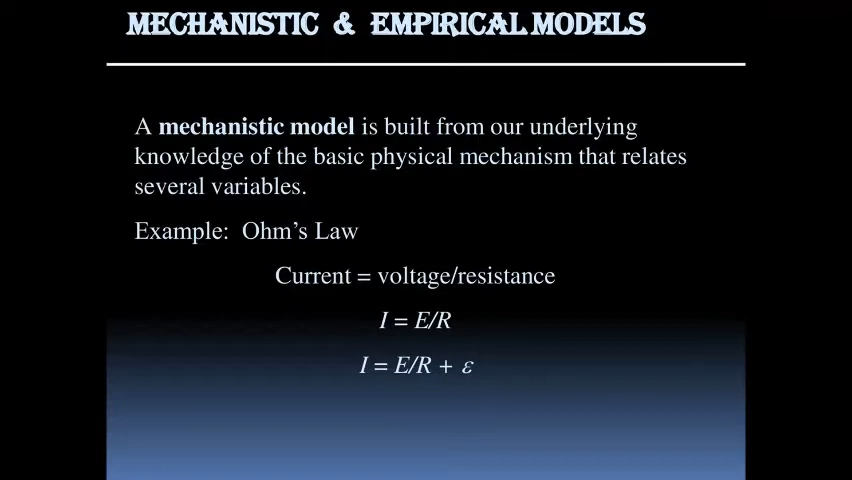 MECHANISTIC & EMPIRICAL MODELS
A mechanistic model is built from our underlying
knowledge of the basic physical mechanism that relates
several variables.
Example: Ohm’s Law
Current = voltage/resistance
I = E/R
I = E/R + ε